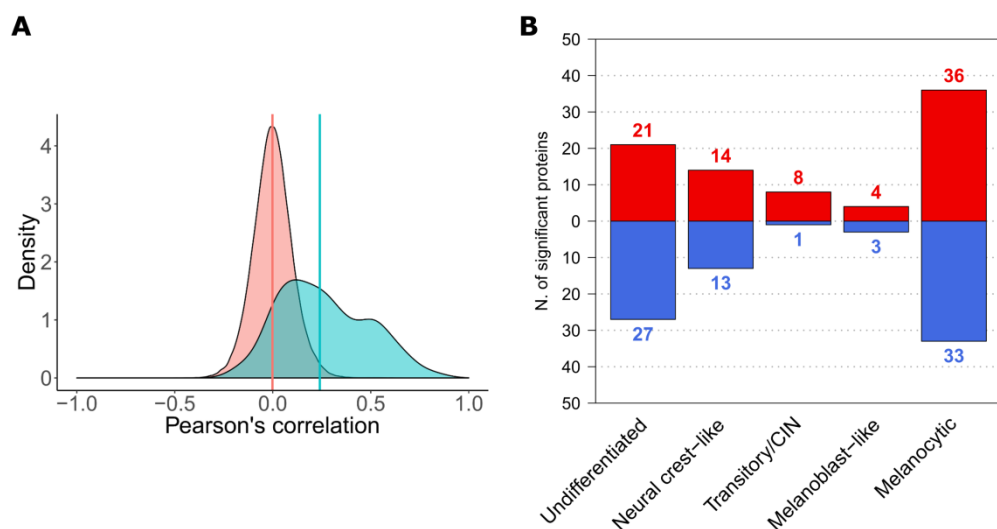 A
Density
4
3
2
1
0
−1.0 −0.5 0.0 0.5 1.0
Pearson's correlation
B
N. of significant proteins
50
40
30
20
10
0
10
20
30
40
50
21
14
8
4
36
27
13
1
3
33
Undifferentiated
Neural crest−like
Transitory/CIN
Melanoblast−like
Melanocytic